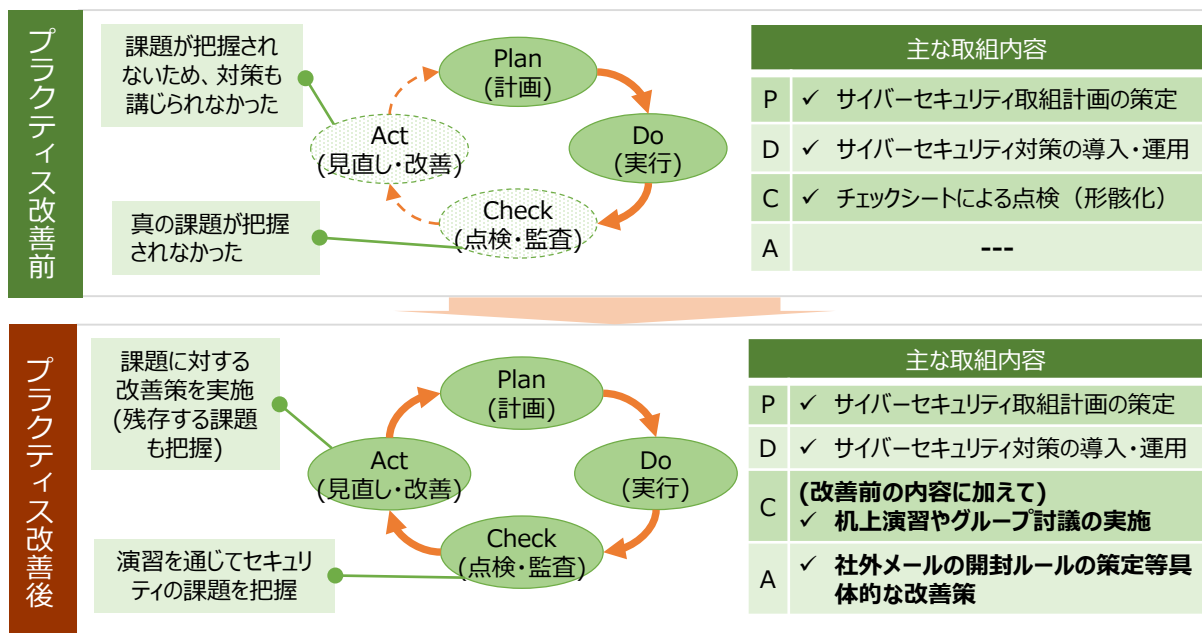 プラクティス改善前
課題が把握され
ないため、対策も
講じられなかった
真の課題が把握
されなかった
Plan
(計画)
Do
(実行)
Check
(点検・監査)
Act
(見直し・改善)
主な取組内容
P ✓ サイバーセキュリティ取組計画の策定
D ✓ サイバーセキュリティ対策の導入・運用
C ✓ チェックシートによる点検（形骸化）
A ---
プラクティス改善後
課題に対する
改善策を実施
(残存する課題
も把握)
演習を通じてセキュリ
ティの課題を把握
Plan
(計画)
Do
(実行)
Check
(点検・監査)
Act
(見直し・改善)
主な取組内容
P ✓ サイバーセキュリティ取組計画の策定
D ✓ サイバーセキュリティ対策の導入・運用
C (改善前の内容に加えて)
✓ 机上演習やグループ討議の実施
A ✓ 社外メールの開封ルールの策定等具
体的な改善策